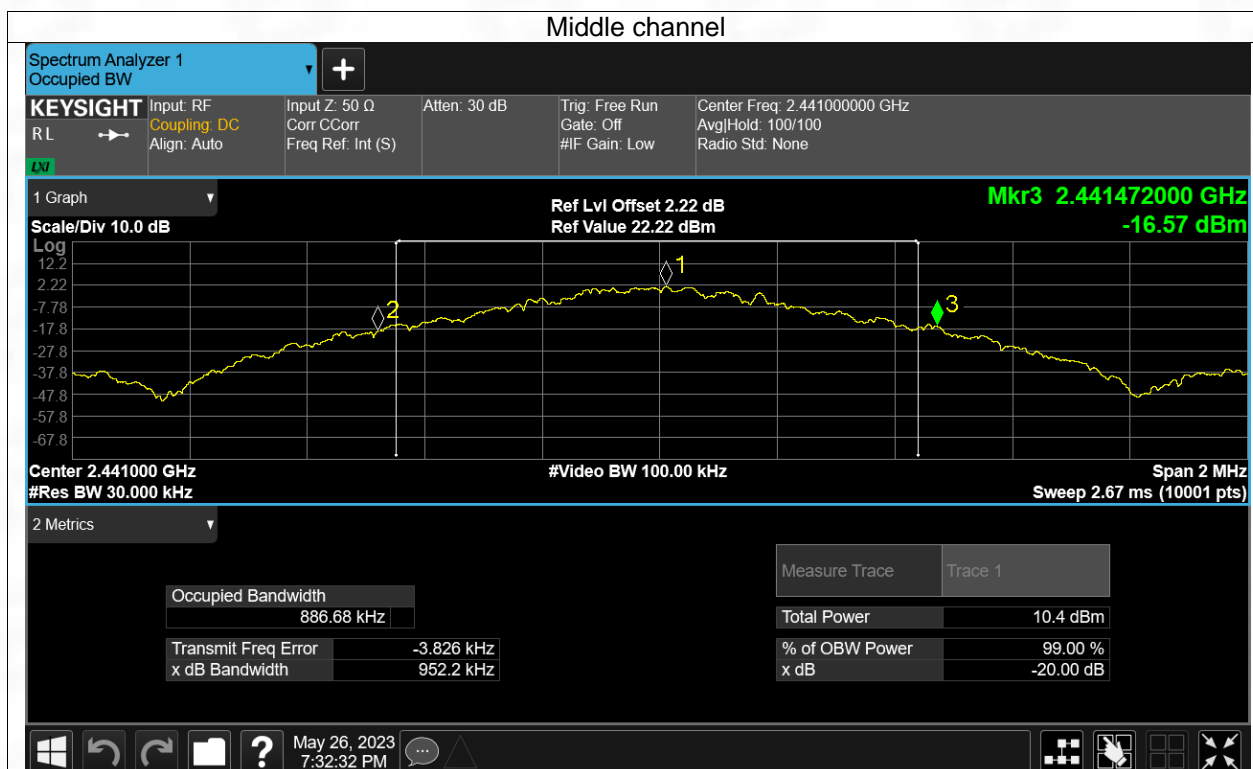 Middle channel
Spectrum Analyzer 1
Occupied BW
KEYSIGHT
R L
LXI
Input: RF
Coupling: DC
Align: Auto
Input Z: 50 Ω
Corr CCorr
Freq Ref: Int (S)
Atten: 30 dB
Trig: Free Run
Gate: Off
#IF Gain: Low
Center Freq: 2.441000000 GHz
Avg|Hold: 100/100
Radio Std: None
1 Graph
Scale/Div 10.0 dB
Ref Lvl Offset 2.22 dB
Ref Value 22.22 dBm
Mkr3 2.441472000 GHz
-16.57 dBm
Log
12.2
2.22
-7.78
-17.8
-27.8
-37.8
-47.8
-57.8
-67.8
1
2
3
Center 2.441000 GHz
#Res BW 30.000 kHz
#Video BW 100.00 kHz
Span 2 MHz
Sweep 2.67 ms (10001 pts)
2 Metrics
Measure Trace Trace 1
Occupied Bandwidth
886.68 kHz
Total Power 10.4 dBm
Transmit Freq Error -3.826 kHz
% of OBW Power 99.00 %
x dB Bandwidth 952.2 kHz
x dB -20.00 dB
?
May 26, 2023
7:32:32 PM